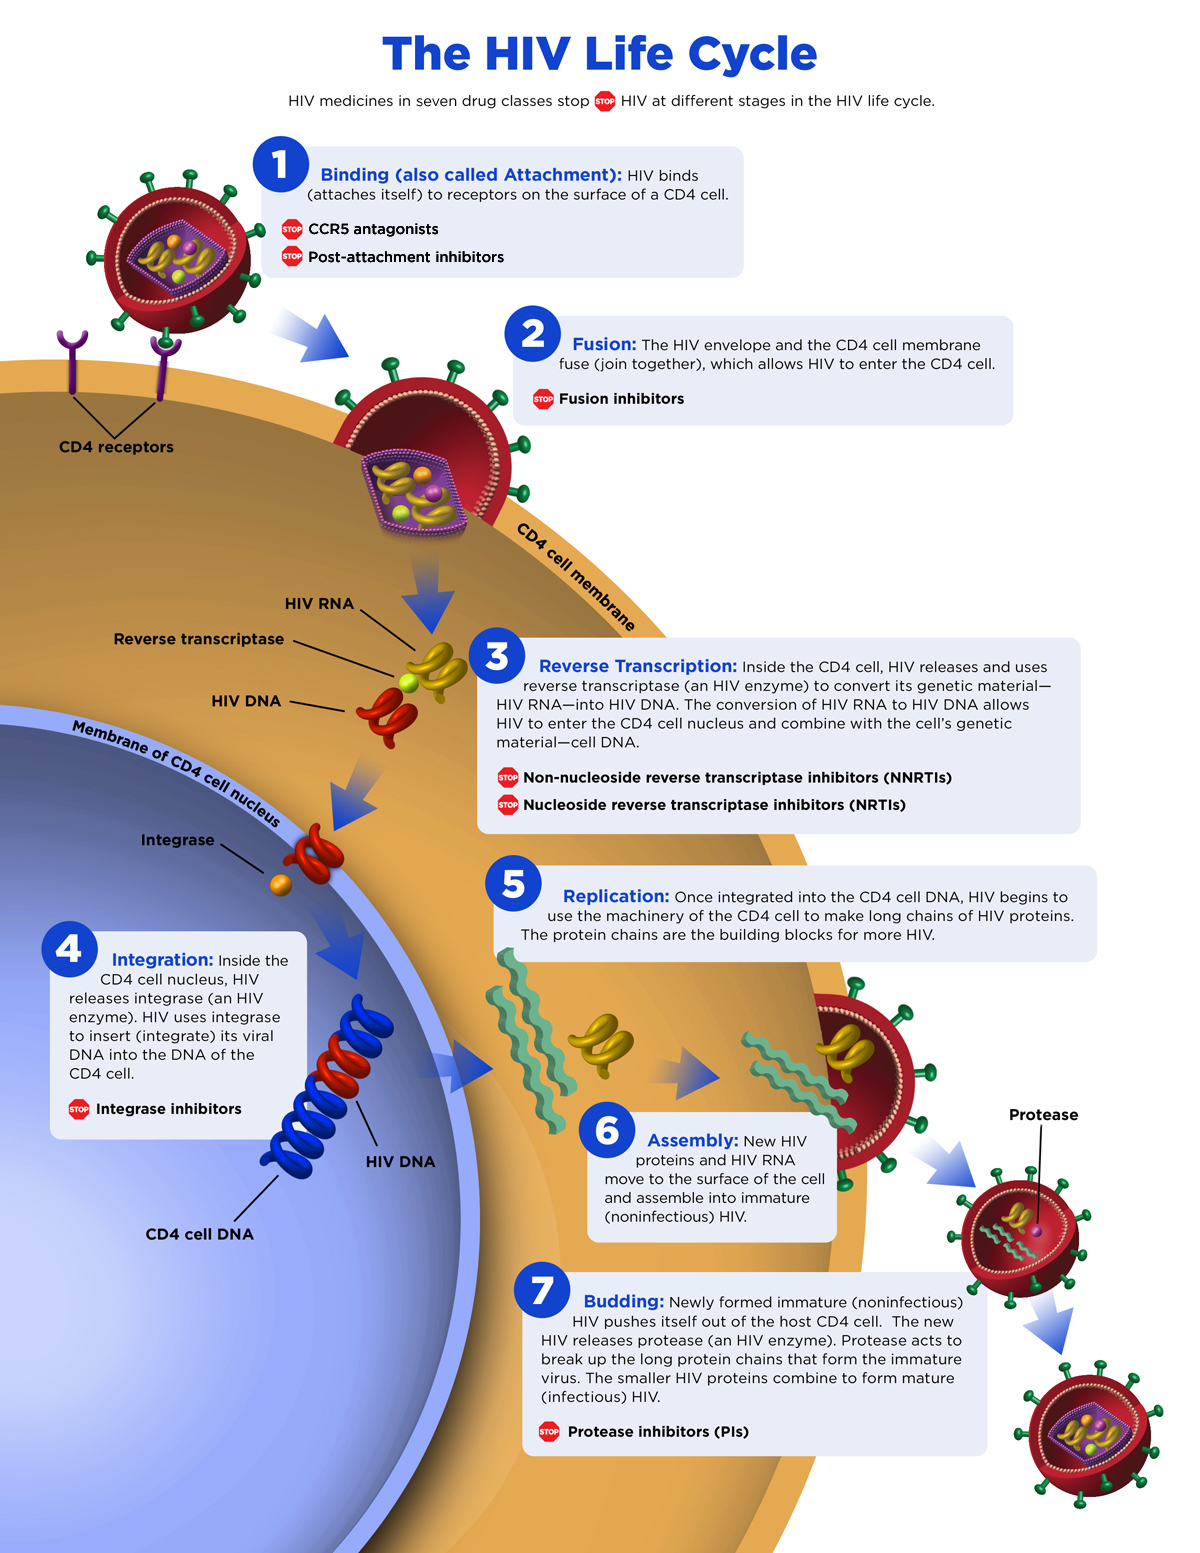 The HIV Life Cycle
HIV medicines in seven drug classes stop STOP HIV at different stages in the HIV life cycle.
1
Binding (also called Attachment): HIV binds
(attaches itself) to receptors on the surface of a CD4 cell.
STOP CCR5 antagonists
STOP Post-attachment inhibitors
2
Fusion: The HIV envelope and the CD4 cell membrane
fuse (join together), which allows HIV to enter the CD4 cell.
STOP Fusion inhibitors
CD4 receptors
CD4 cell membrane
HIV RNA
Reverse transcriptase
HIV DNA
3
Reverse Transcription: Inside the CD4 cell, HIV releases and uses
reverse transcriptase (an HIV enzyme) to convert its genetic material—
HIV RNA—into HIV DNA. The conversion of HIV RNA to HIV DNA allows
HIV to enter the CD4 cell nucleus and combine with the cell's genetic
material—cell DNA.
STOP Non-nucleoside reverse transcriptase inhibitors (NNRTIs)
STOP Nucleoside reverse transcriptase inhibitors (NRTIs)
Membrane of CD4 cell nucleus
Integrase
4
Integration: Inside the
CD4 cell nucleus, HIV
releases integrase (an HIV
enzyme). HIV uses integrase
to insert (integrate) its viral
DNA into the DNA of the
CD4 cell.
STOP Integrase inhibitors
HIV DNA
CD4 cell DNA
5
Replication: Once integrated into the CD4 cell DNA, HIV begins to
use the machinery of the CD4 cell to make long chains of HIV proteins.
The protein chains are the building blocks for more HIV.
6
Assembly: New HIV
proteins and HIV RNA
move to the surface of the cell
and assemble into immature
(noninfectious) HIV.
Protease
7
Budding: Newly formed immature (noninfectious)
HIV pushes itself out of the host CD4 cell.  The new
HIV releases protease (an HIV enzyme). Protease acts to
break up the long protein chains that form the immature
virus. The smaller HIV proteins combine to form mature
(infectious) HIV.
STOP Protease inhibitors (PIs)